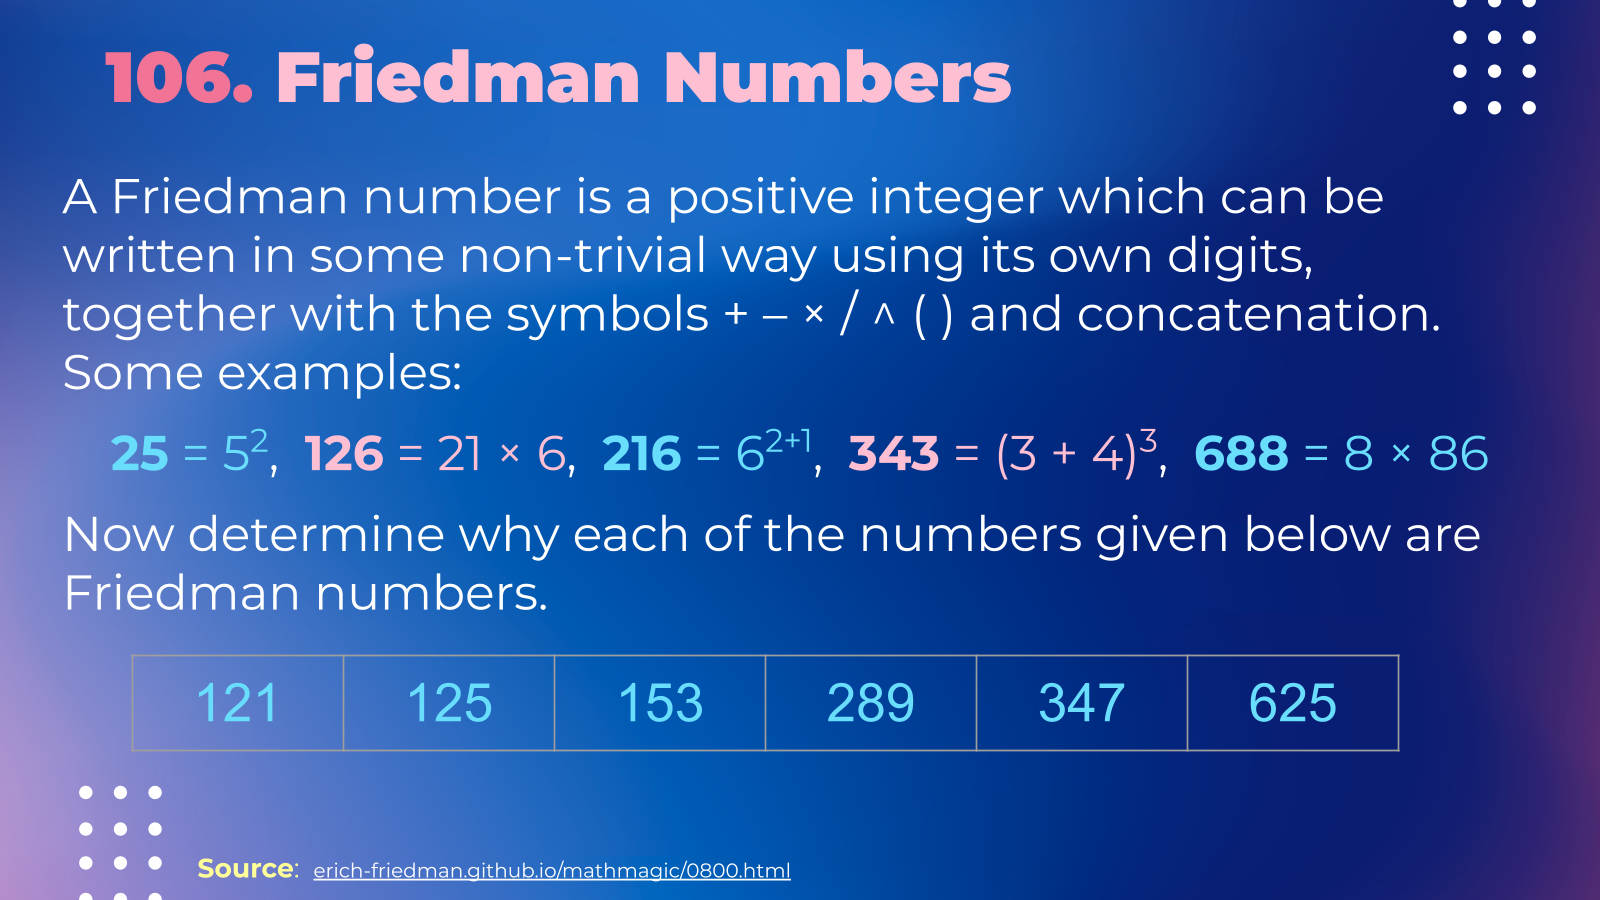 106. Friedman Numbers
A Friedman number is a positive integer which can be
written in some non-trivial way using its own digits,
together with the symbols + – × / ^ ( ) and concatenation.
Some examples:
25 = 5², 126 = 21 × 6, 216 = 6²⁺¹, 343 = (3 + 4)³, 688 = 8 × 86
Now determine why each of the numbers given below are
Friedman numbers.
121 125 153 289 347 625
Source: erich-friedman.github.io/mathmagic/0800.html